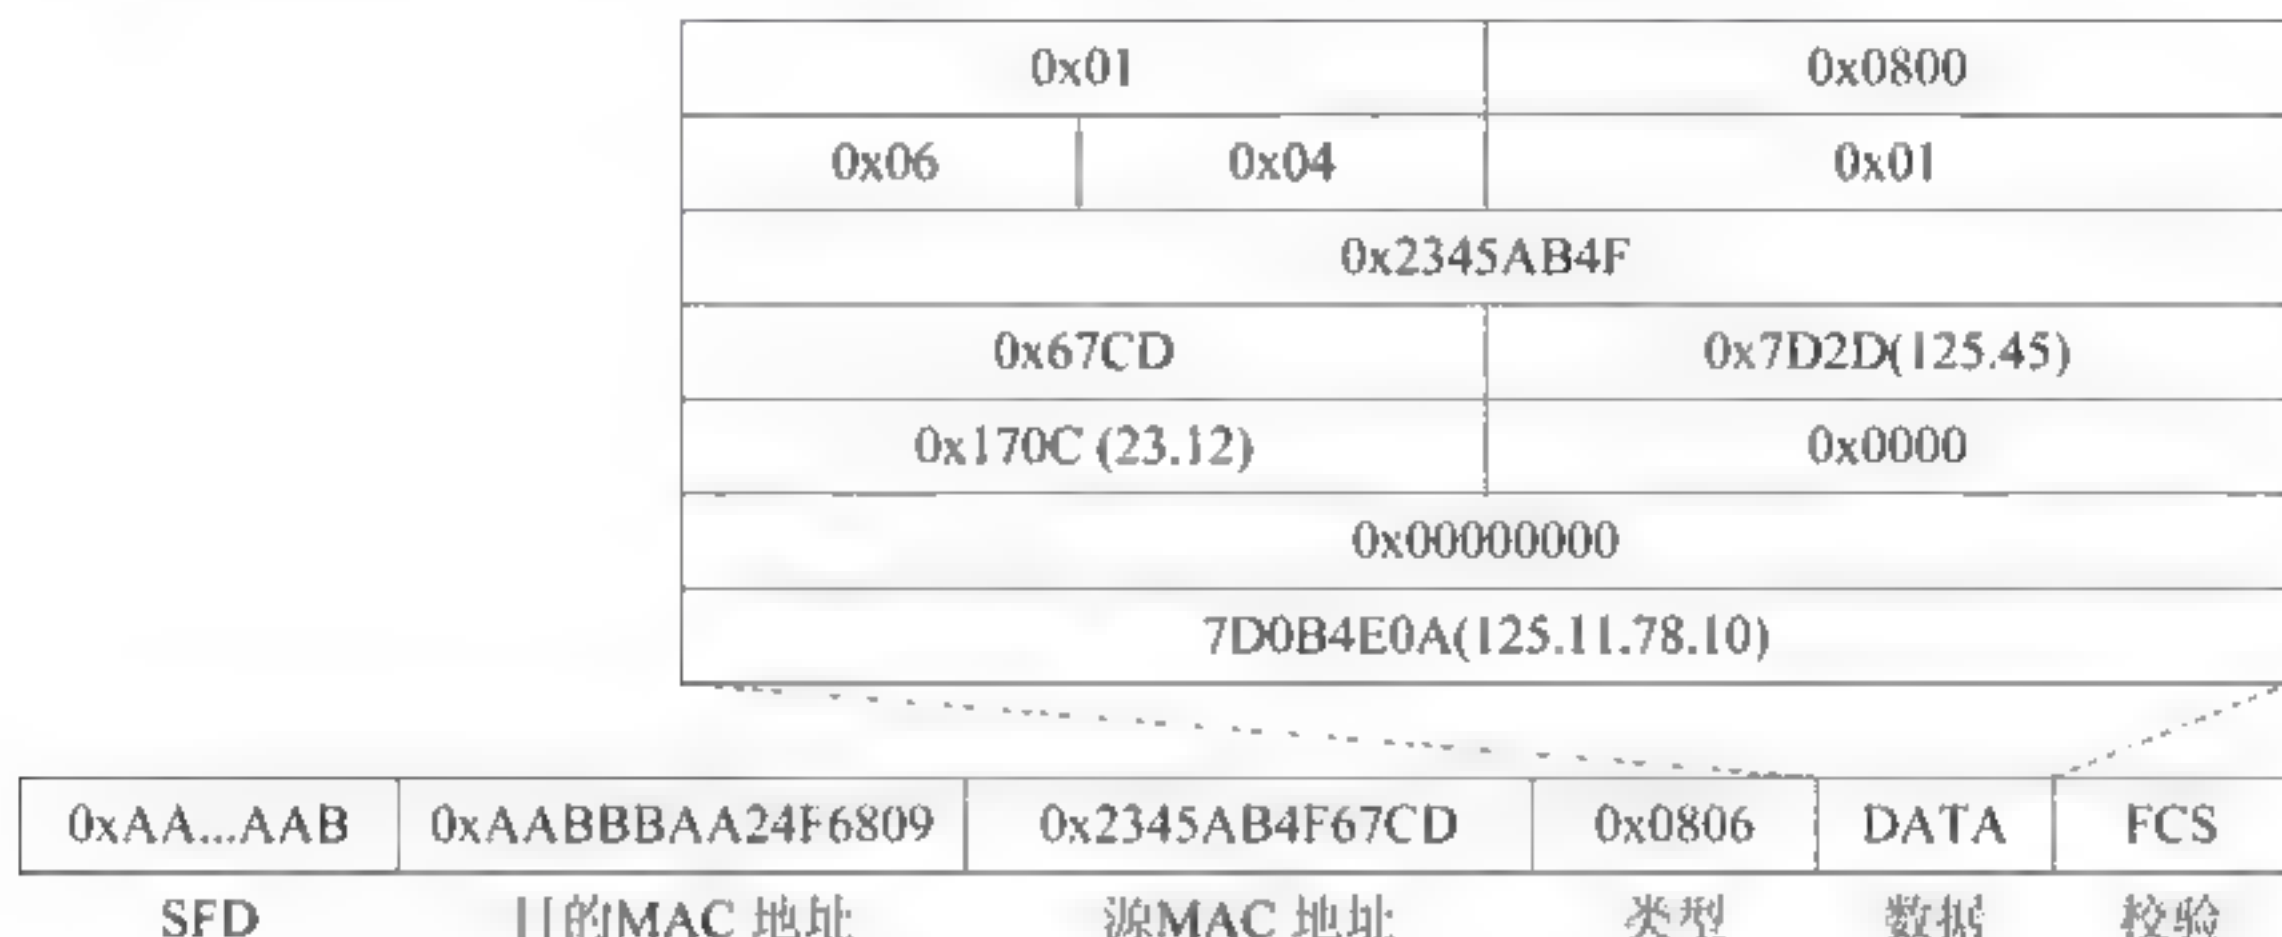 0x01 0x0800
0x06 0x04 0x01
0x2345AB4F
0x67CD 0x7D2D(125.45)
0x170C (23.12) 0x0000
0x00000000
7D0B4E0A(125.11.78.10)
0xAA...AAB 0xAABBBAA24F6809 0x2345AB4F67CD 0x0806 DATA FCS
SFD 目的MAC 地址 源MAC 地址 类型 数据 校验